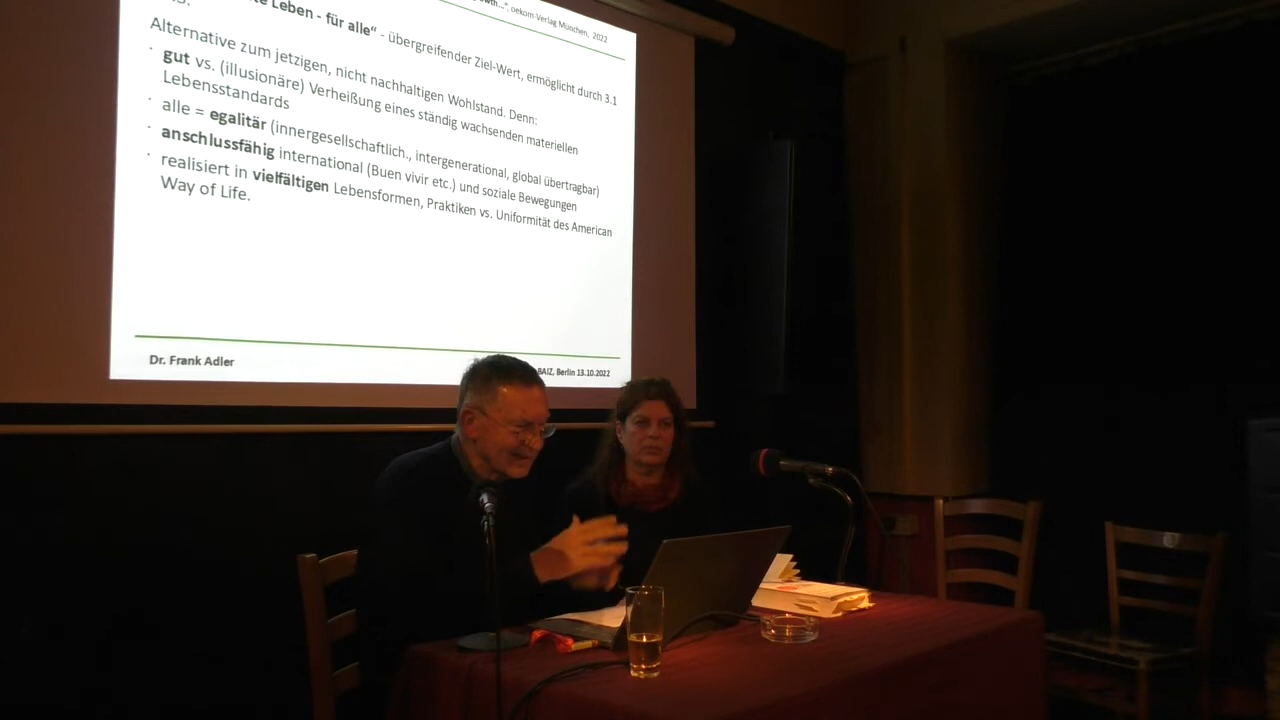 oekom-Verlag München, 2022
Leben - für alle“ - übergreifender Ziel-Wert, ermöglicht durch 3.1
Alternative zum jetzigen, nicht nachhaltigen Wohlstand. Denn:
· gut vs. (illusionäre) Verheißung eines ständig wachsenden materiellen
Lebensstandards
· alle = egalitär (innergesellschaftlich., intergenerational, global übertragbar)
· anschlussfähig international (Buen vivir etc.) und soziale Bewegungen
· realisiert in vielfältigen Lebensformen, Praktiken vs. Uniformität des American
Way of Life.
Dr. Frank Adler
BAIZ, Berlin 13.10.2022